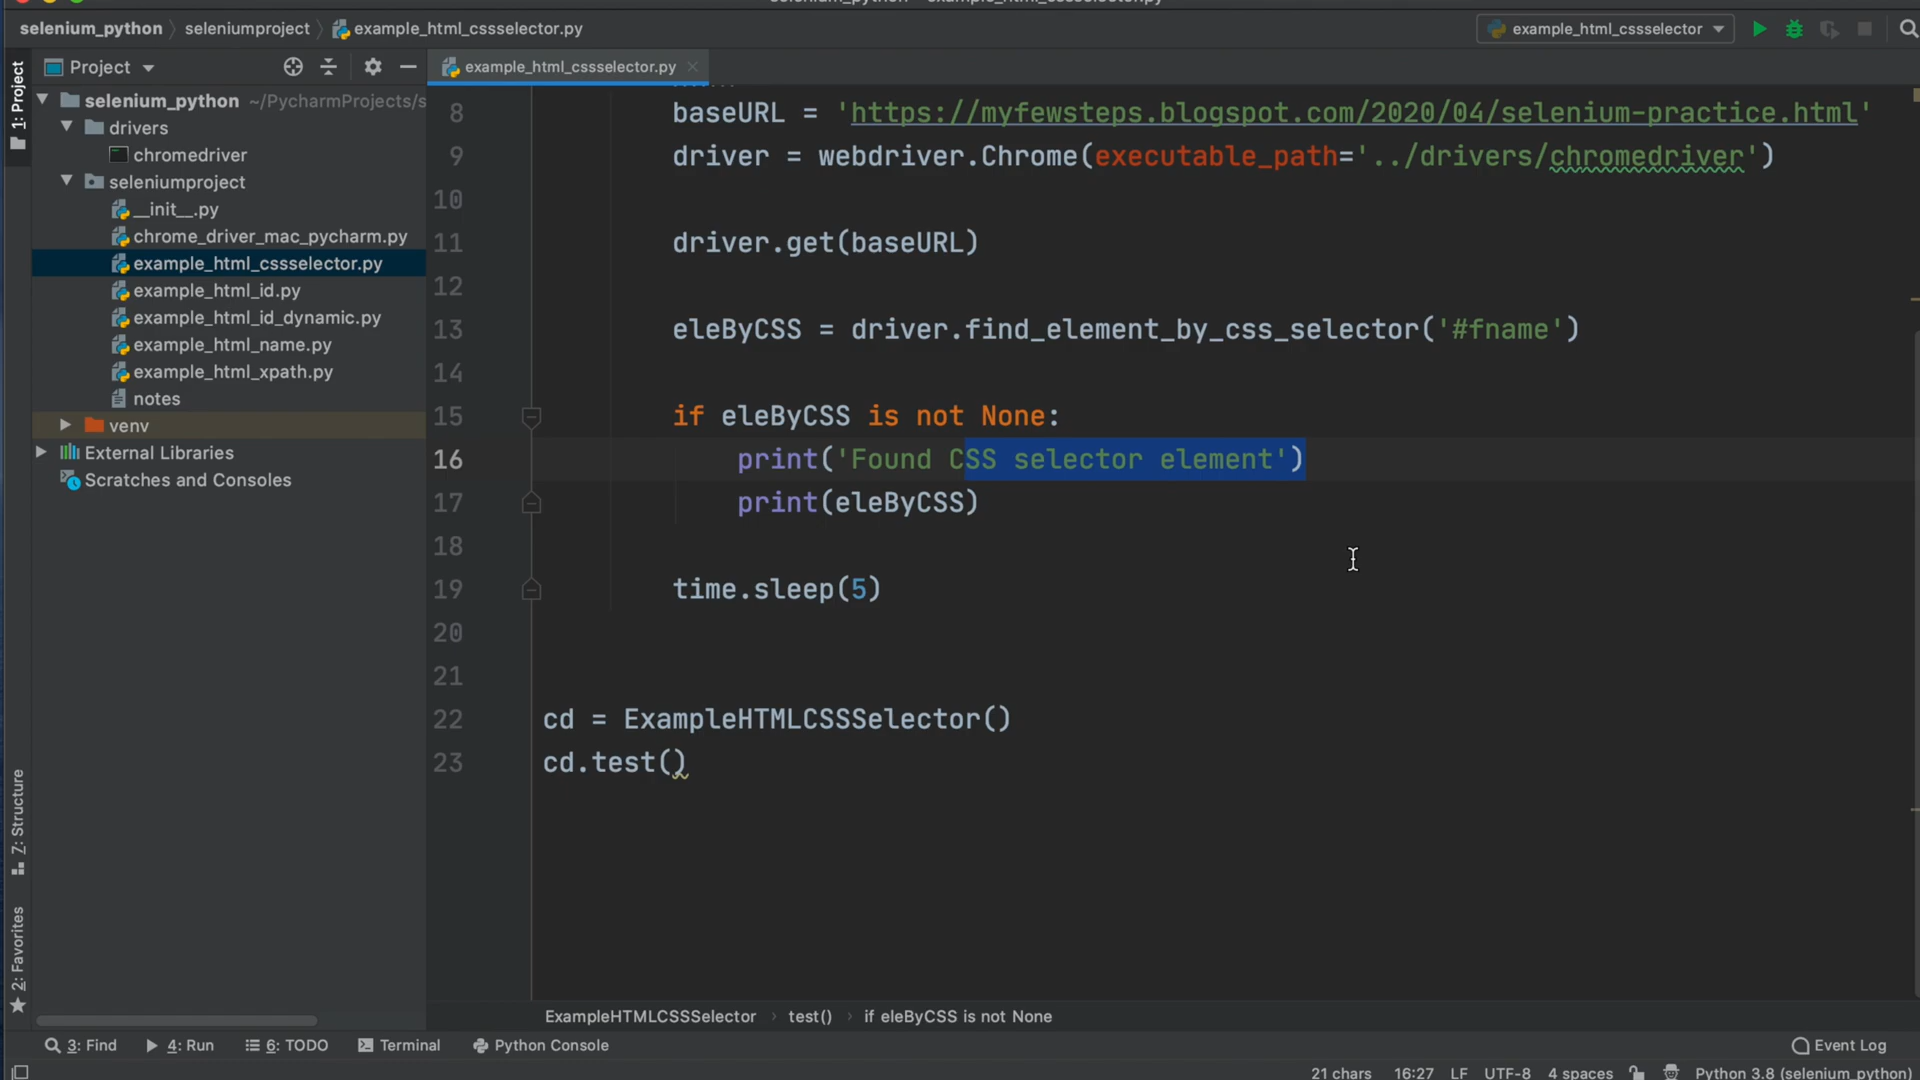 selenium_python
seleniumproject
example_html_cssselector.py
example_html_cssselector
Project
example_html_cssselector.py
1: Project
selenium_python ~/PycharmProjects/s
drivers
chromedriver
seleniumproject
__init__.py
chrome_driver_mac_pycharm.py
example_html_cssselector.py
example_html_id.py
example_html_id_dynamic.py
example_html_name.py
example_html_xpath.py
notes
venv
External Libraries
Scratches and Consoles
Z: Structure
2: Favorites
8 baseURL = 'https://myfewsteps.blogspot.com/2020/04/selenium-practice.html'
9 driver = webdriver.Chrome(executable_path='../drivers/chromedriver')
10
11 driver.get(baseURL)
12
13 eleByCSS = driver.find_element_by_css_selector('#fname')
14
15 if eleByCSS is not None:
16 print('Found CSS selector element')
17 print(eleByCSS)
18
19 time.sleep(5)
20
21
22 cd = ExampleHTMLCSSSelector()
23 cd.test()
ExampleHTMLCSSSelector
test()
if eleByCSS is not None
3: Find
4: Run
6: TODO
Terminal
Python Console
Event Log
21 chars
16:27
LF
UTF-8
4 spaces
Python 3.8 (selenium_python)